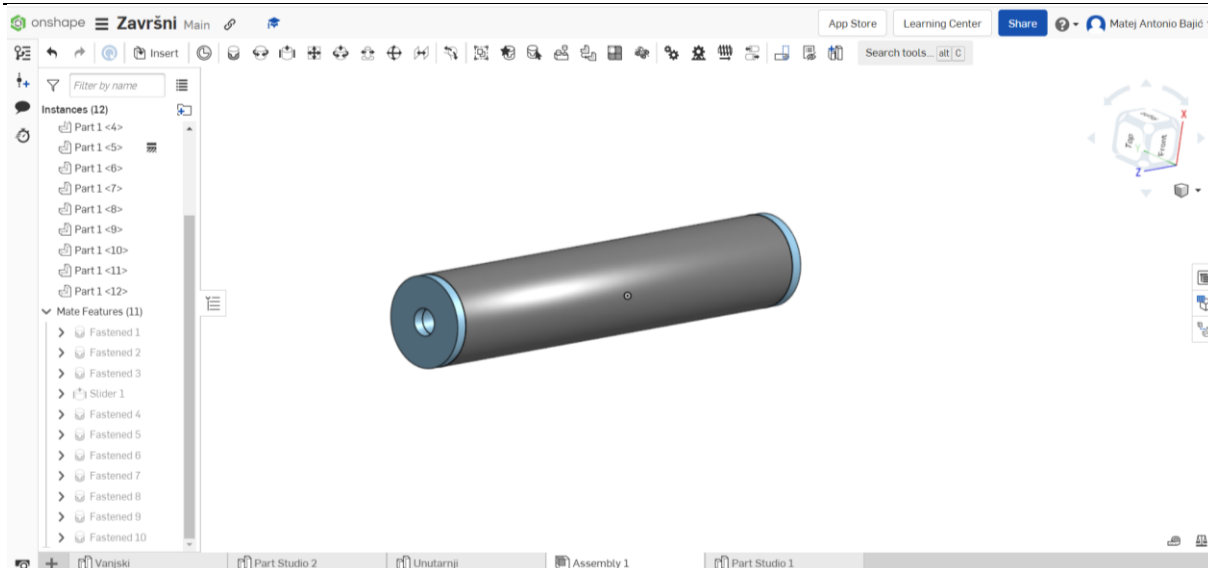 onshape Završni Main
App Store Learning Center Share Matej Antonio Bajić
Insert Search tools... alt C
Filter by name
Instances (12)
Part 1 <4>
Part 1 <5>
Part 1 <6>
Part 1 <7>
Part 1 <8>
Part 1 <9>
Part 1 <10>
Part 1 <11>
Part 1 <12>
Mate Features (11)
Fastened 1
Fastened 2
Fastened 3
Slider 1
Fastened 4
Fastened 5
Fastened 6
Fastened 7
Fastened 8
Fastened 9
Fastened 10
Top Front
X
Y
Z
Vanjski Part Studio 2 Unutarnji Assembly 1 Part Studio 1